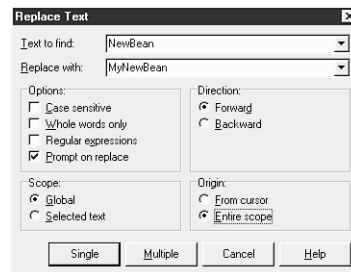 Replace Text
Text to find:
NewBean
Replace with:
MyNewBean
Options:
Case sensitive
Whole words only
Regular expressions
Prompt on replace
Direction:
Forward
Backward
Scope:
Global
Selected text
Origin:
From cursor
Entire scope
Single
Multiple
Cancel
Help